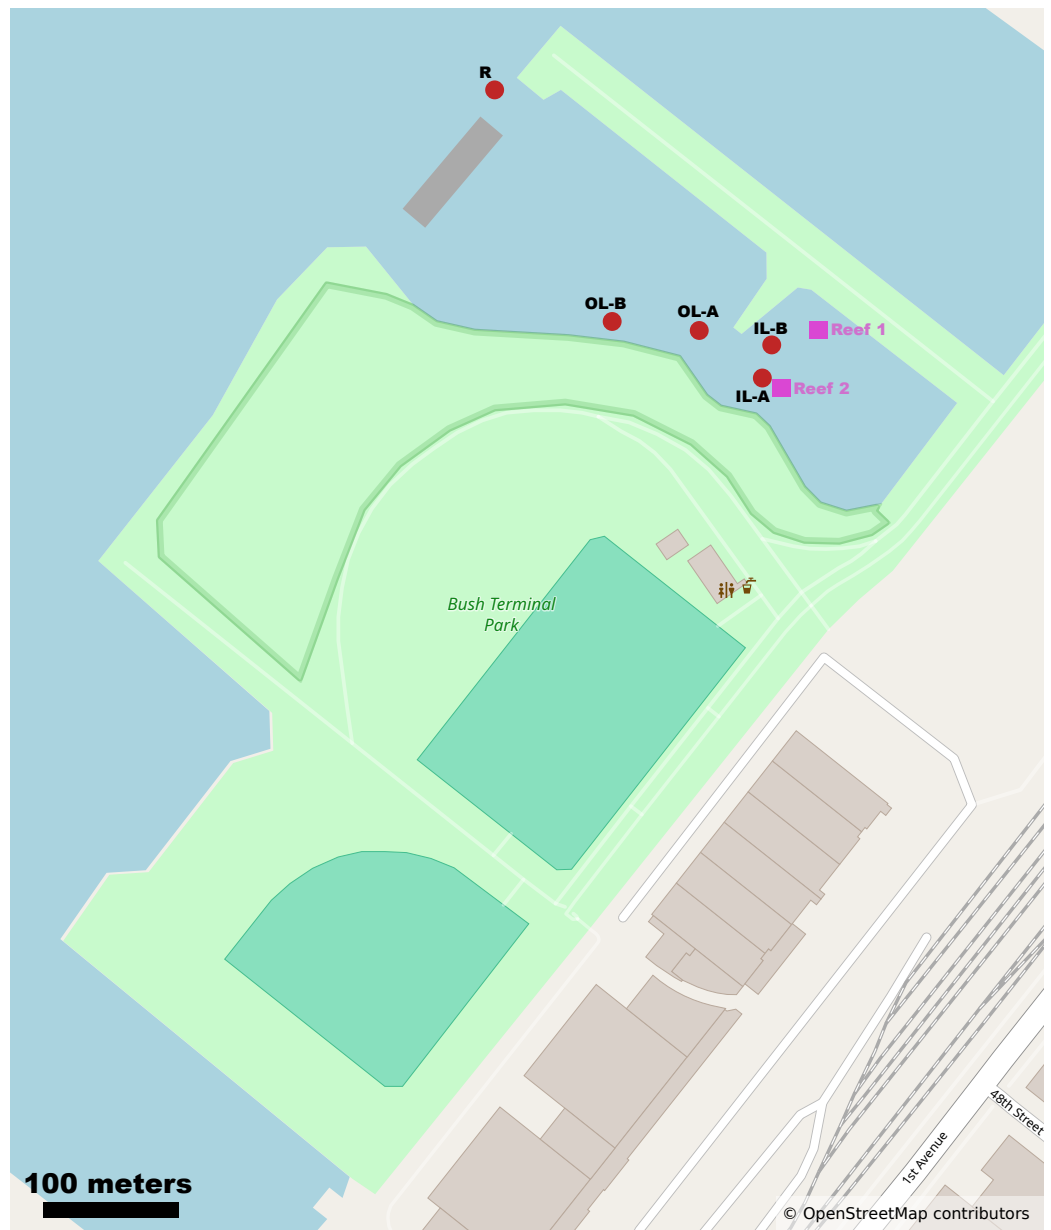 R
OL-B
OL-A
IL-B
Reef 1
IL-A
Reef 2
Bush Terminal
Park
48th Street
1st Avenue
100 meters
© OpenStreetMap contributors